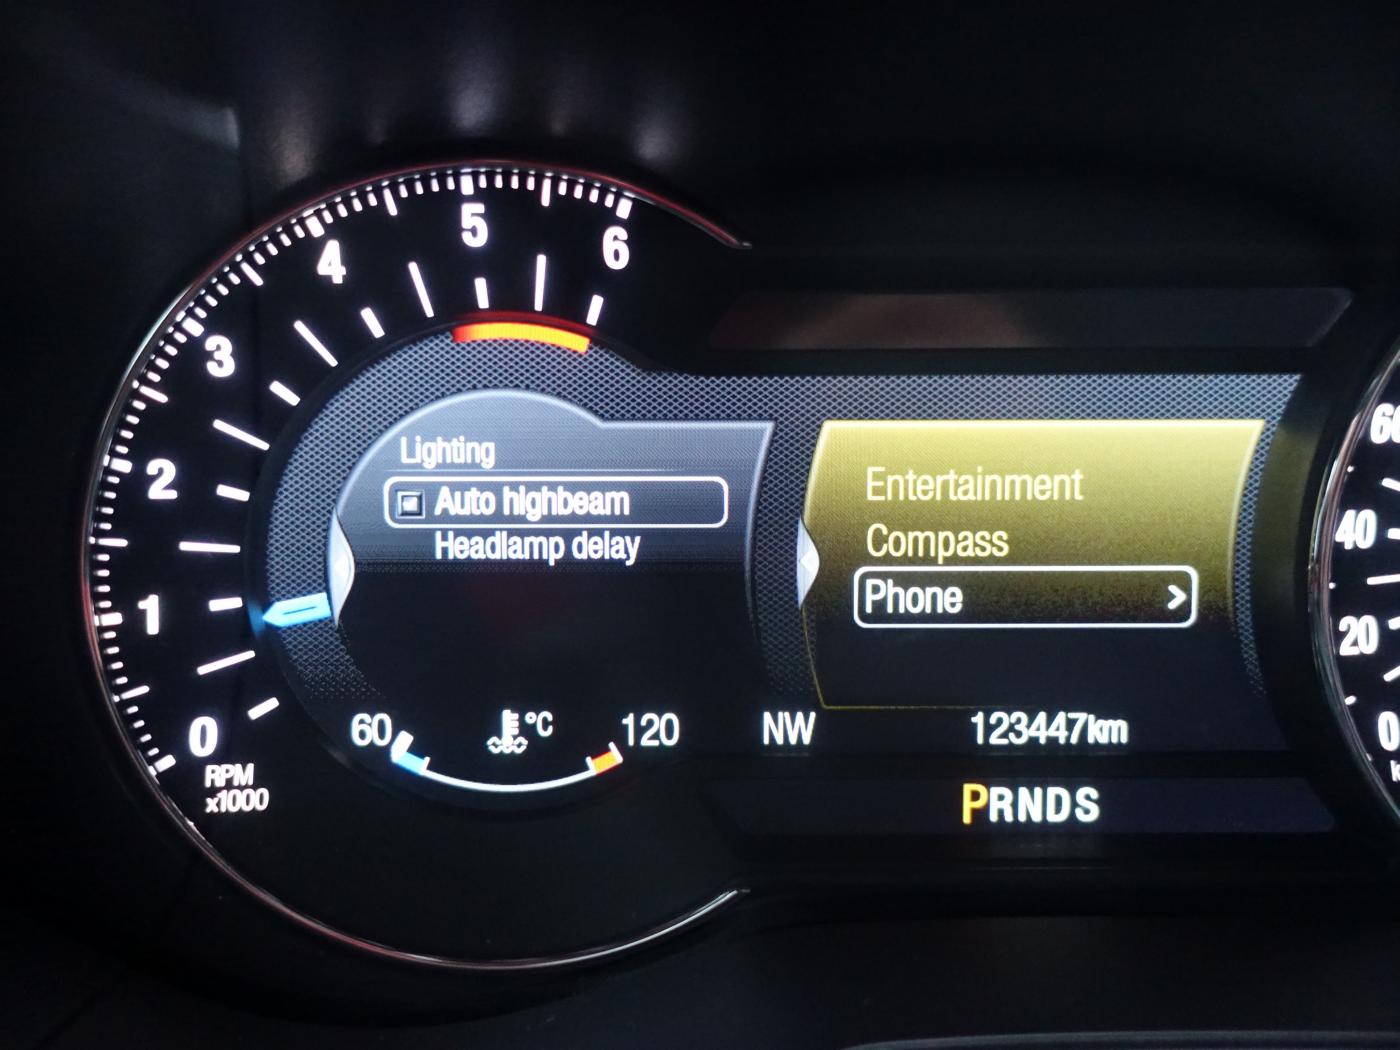 5
4
6
3
2
1
0
RPM
x1000
Lighting
Auto highbeam
Headlamp delay
60
°C
120
Entertainment
Compass
Phone >
NW
123447km
PRNDS
40
20
0